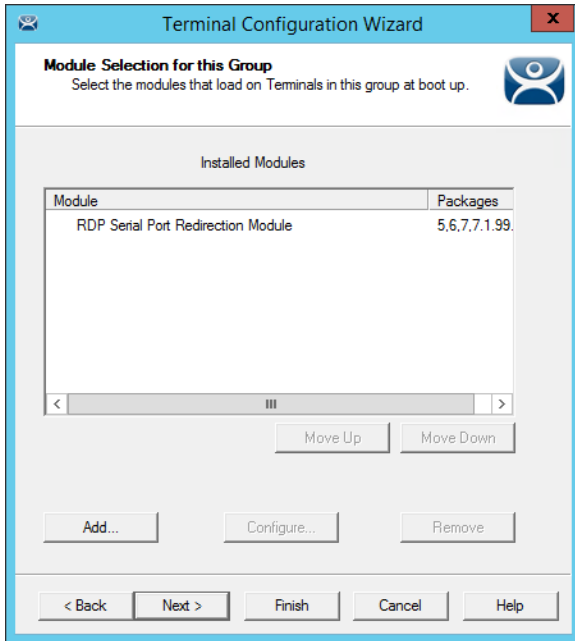 Terminal Configuration Wizard
x
Module Selection for this Group
Select the modules that load on Terminals in this group at boot up.
Installed Modules
Module Packages
RDP Serial Port Redirection Module 5,6,7,7.1.99.
< III >
Move Up Move Down
Add... Configure... Remove
< Back Next > Finish Cancel Help